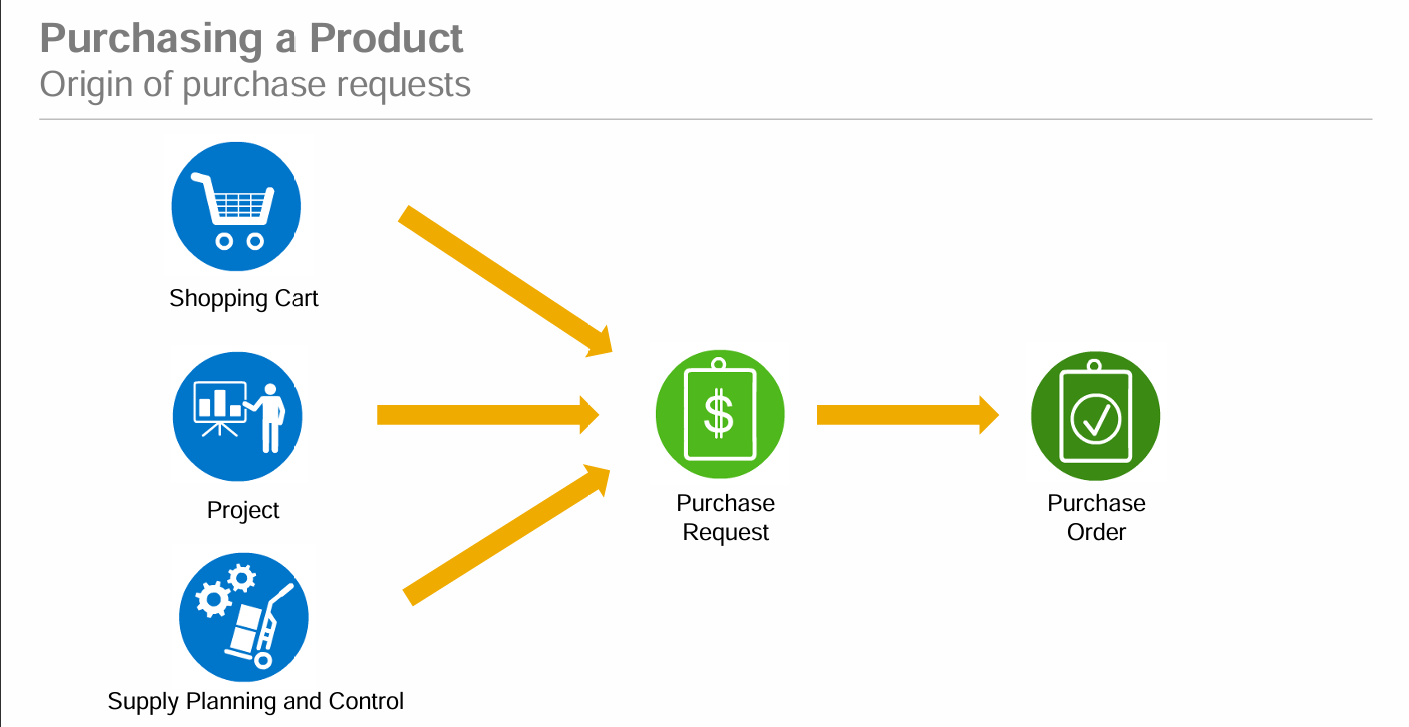 Purchasing a Product
Origin of purchase requests
Shopping Cart
Project
Supply Planning and Control
$
Purchase
Request
Purchase
Order